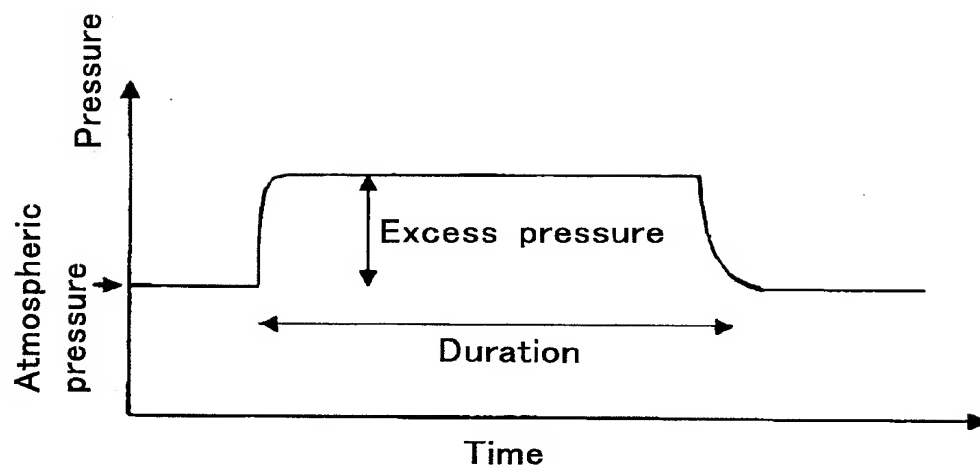 Pressure
Atmospheric
pressure
Excess pressure
Duration
Time